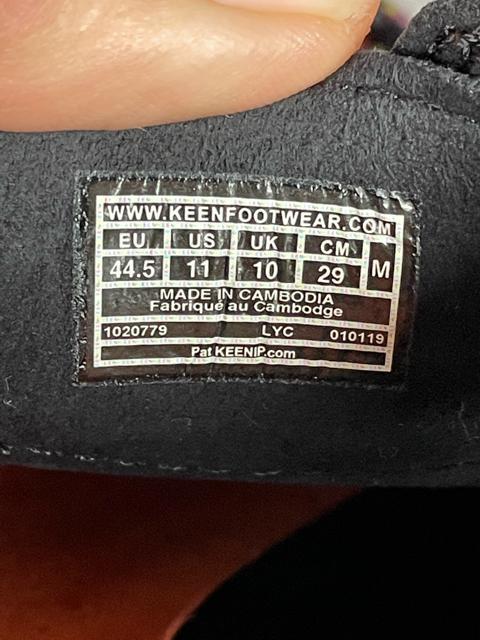 WWW.KEENFOOTWEAR.COM
EU US UK CM
44.5 11 10 29 M
MADE IN CAMBODIA
Fabriqué au Cambodge
1020779 LYC 010119
Pat KEENIP.com